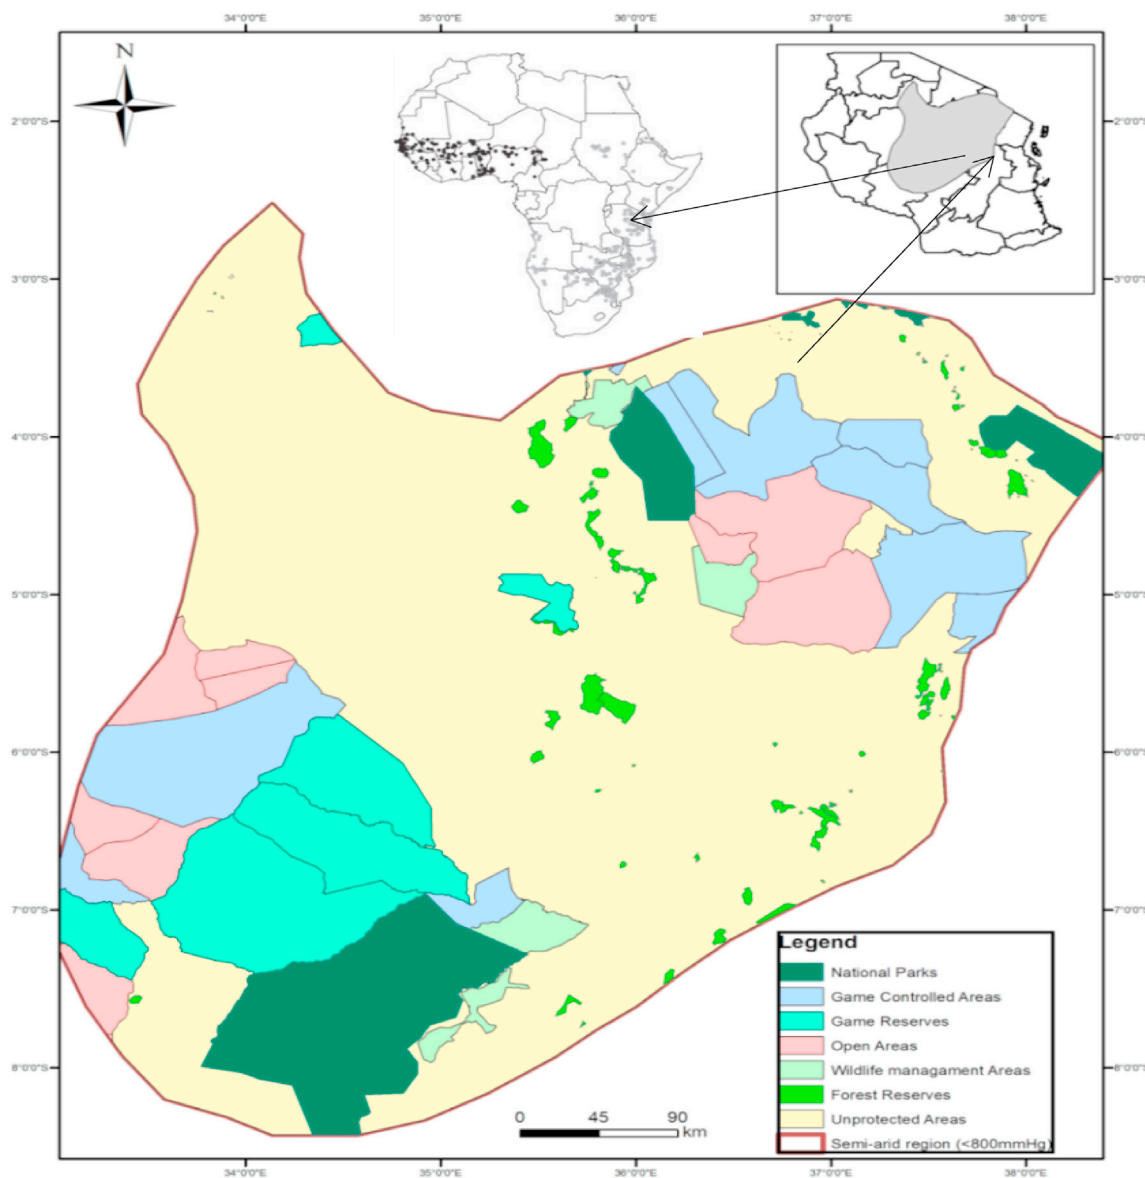 34°0'0"E 35°0'0"E 36°0'0"E 37°0'0"E 38°0'0"E
N
2°0'0"S 2°0'0"S
3°0'0"S 3°0'0"S
4°0'0"S 4°0'0"S
5°0'0"S 5°0'0"S
6°0'0"S 6°0'0"S
7°0'0"S 7°0'0"S
Legend
National Parks
Game Controlled Areas
Game Reserves
Open Areas
Wildlife managament Areas
Forest Reserves
Unprotected Areas
Semi-arid region (<800mmHg)
8°0'0"S 8°0'0"S
0 45 90
km
34°0'0"E 35°0'0"E 36°0'0"E 37°0'0"E 38°0'0"E